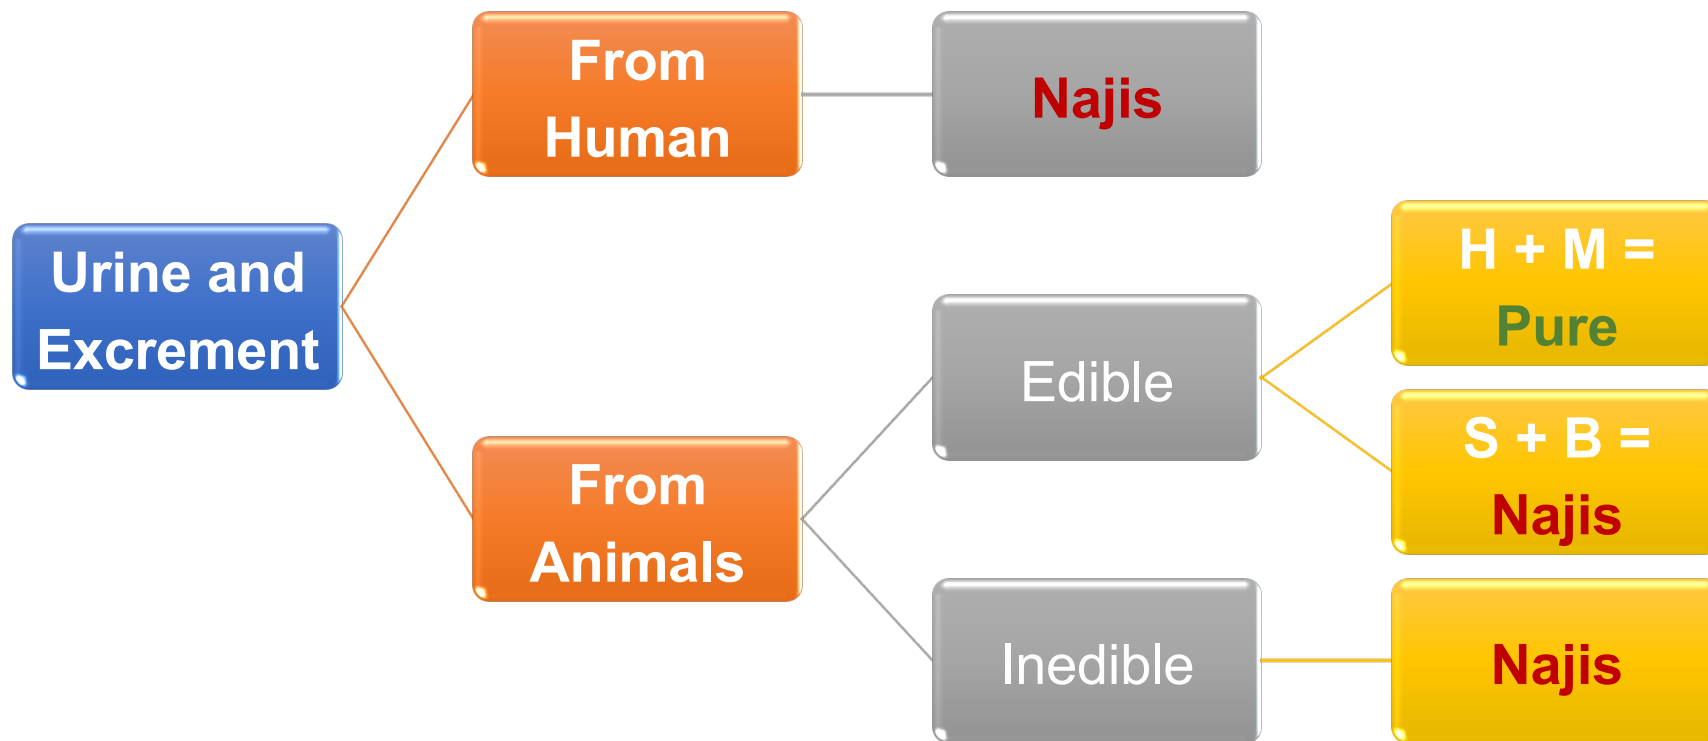 Urine and
Excrement
From
Human
Najis
From
Animals
Edible
H + M =
Pure
S + B =
Najis
Inedible
Najis